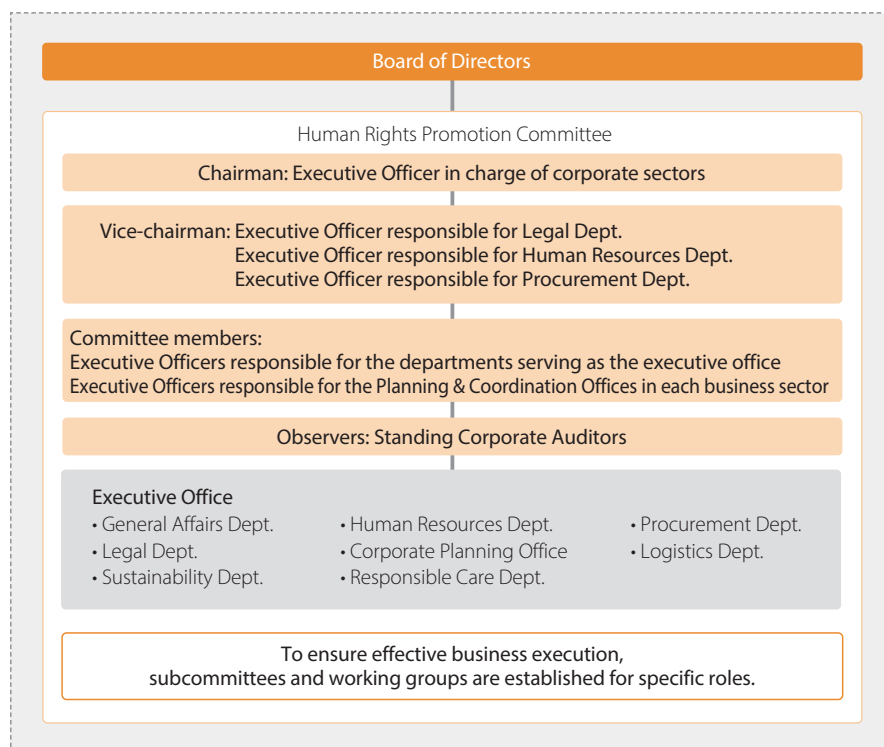 Board of Directors
Human Rights Promotion Committee
Chairman: Executive Officer in charge of corporate sectors
Vice-chairman: Executive Officer responsible for Legal Dept.
Executive Officer responsible for Human Resources Dept.
Executive Officer responsible for Procurement Dept.
Committee members:
Executive Officers responsible for the departments serving as the executive office
Executive Officers responsible for the Planning & Coordination Offices in each business sector
Observers: Standing Corporate Auditors
Executive Office
• General Affairs Dept.
• Legal Dept.
• Sustainability Dept.
• Human Resources Dept.
• Corporate Planning Office
• Responsible Care Dept.
• Procurement Dept.
• Logistics Dept.
To ensure effective business execution,
subcommittees and working groups are established for specific roles.